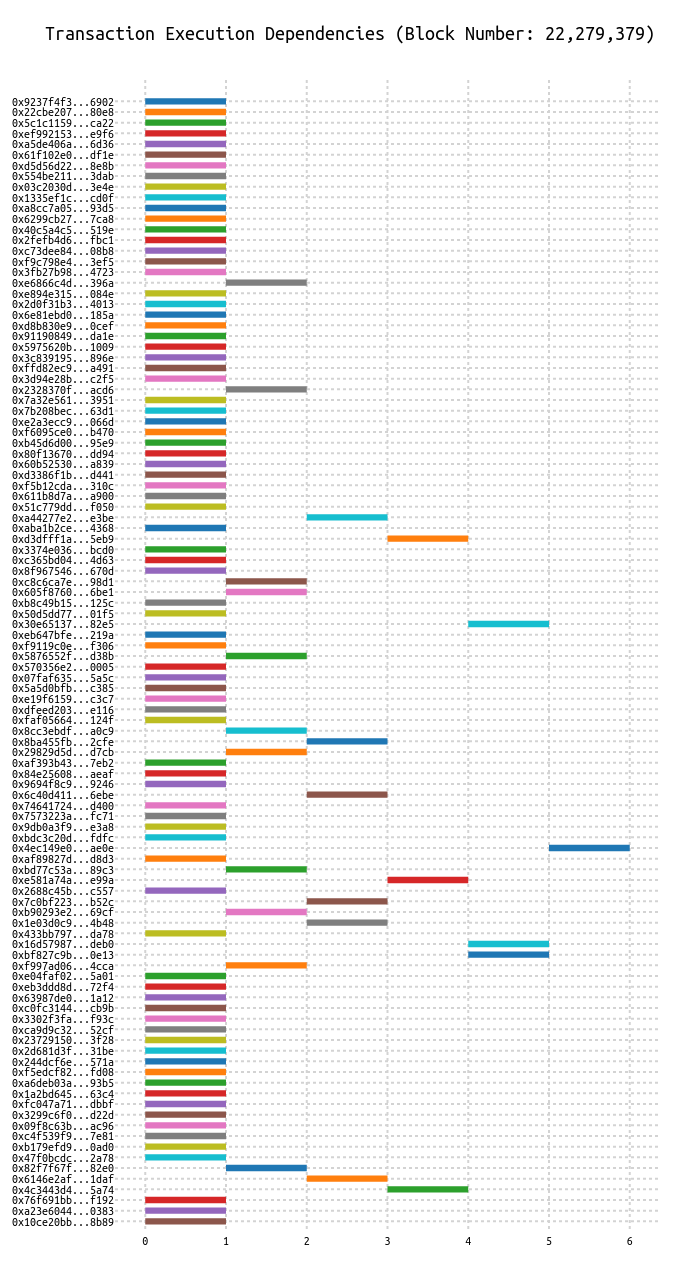 Transaction Execution Dependencies (Block Number: 22,279,379)
0x9237f4f3...6902
0x22cbe207...80e8
0x5c1c1159...ca22
0xef992153...e9f6
0xa5de406a...6d36
0x61f102e0...df1e
0xd5d56d22...8e8b
0x554be211...3dab
0x03c2030d...3e4e
0x1335ef1c...cd0f
0xa8cc7a05...93d5
0x6299cb27...7ca8
0x40c5a4c5...519e
0x2fefb4d6...fbc1
0xc73dee84...08b8
0xf9c798e4...3ef5
0x3fb27b98...4723
0xe6866c4d...396a
0xe894e315...084e
0x2d0f31b3...4013
0x6e81ebd0...185a
0xd8b830e9...0cef
0x91190849...da1e
0x5975620b...1009
0x3c839195...896e
0xffd82ec9...a491
0x3d94e28b...c2f5
0x2328370f...acd6
0x7a32e561...3951
0x7b208bec...63d1
0xe2a3ecc9...066d
0xf6095ce0...b470
0xb45d6d00...95e9
0x80f13670...dd94
0x60b52530...a839
0xd3386f1b...d441
0xf5b12cda...310c
0x611b8d7a...a900
0x51c779dd...f050
0xa44277e2...e3be
0xaba1b2ce...4368
0xd3dfff1a...5eb9
0x3374e036...bcd0
0xc365bd04...4d63
0x8f967546...670d
0xc8c6ca7e...98d1
0x605f8760...6be1
0xb8c49b15...125c
0x50d5dd77...01f5
0x30e65137...82e5
0xeb647bfe...219a
0xf9119c0e...f306
0x5876552f...d38b
0x570356e2...0005
0x07faf635...5a5c
0x5a5d0bfb...c385
0xe19f6159...c3c7
0xdfeed203...e116
0xfaf05664...124f
0x8cc3ebdf...a0c9
0x8ba455fb...2cfe
0x29829d5d...d7cb
0xaf393b43...7eb2
0x84e25608...aeaf
0x9694f8c9...9246
0x6c40d411...6ebe
0x74641724...d400
0x7573223a...fc71
0x9db0a3f9...e3a8
0xbdc3c20d...fdfc
0x4ec149e0...ae0e
0xaf89827d...d8d3
0xbd77c53a...89c3
0xe581a74a...e99a
0x2688c45b...c557
0x7c0bf223...b52c
0xb90293e2...69cf
0x1e03d0c9...4b48
0x433bb797...da78
0x16d57987...deb0
0xbf827c9b...0e13
0xf997ad06...4cca
0xe04faf02...5a01
0xeb3ddd8d...72f4
0x63987de0...1a12
0xc0fc3144...cb9b
0x3302f3fa...f93c
0xca9d9c32...52cf
0x23729150...3f28
0x2d681d3f...31be
0x244dcf6e...571a
0xf5edcf82...fd08
0xa6deb03a...93b5
0x1a2bd645...63c4
0xfc047a71...dbbf
0x3299c6f0...d22d
0x09f8c63b...ac96
0xc4f539f9...7e81
0xb179efd9...0ad0
0x47f0bcdc...2a78
0x82f7f67f...82e0
0x6146e2af...1daf
0x4c3443d4...5a74
0x76f691bb...f192
0xa23e6044...0383
0x10ce20bb...8b89
0 1 2 3 4 5 6